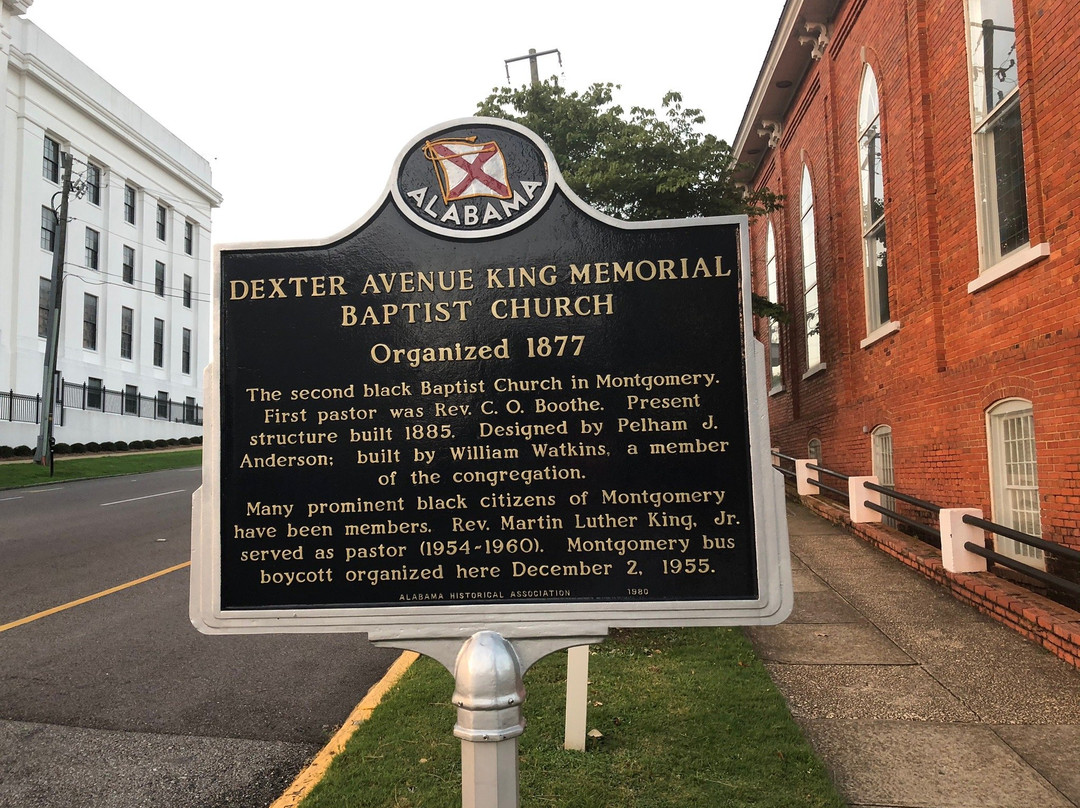 ALABAMA
DEXTER AVENUE KING MEMORIAL
BAPTIST CHURCH
Organized 1877
The second black Baptist Church in Montgomery.
First pastor was Rev. C. O. Boothe. Present
structure built 1885. Designed by Pelham J.
Anderson; built by William Watkins, a member
of the congregation.
Many prominent black citizens of Montgomery
have been members. Rev. Martin Luther King, Jr.
served as pastor (1954-1960). Montgomery bus
boycott organized here December 2, 1955.
ALABAMA HISTORICAL ASSOCIATION 1980